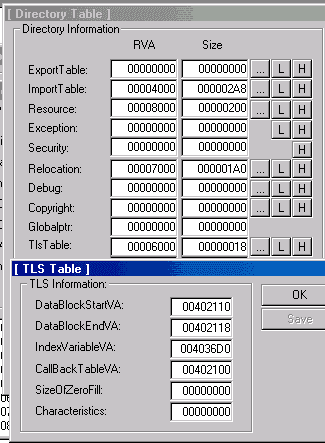 [ Directory Table ]
Directory Information
RVA Size
ExportTable: 00000000 00000000 ... L H
ImportTable: 00004000 000002A8 ... L H
Resource: 00008000 00000200 ... L H
Exception: 00000000 00000000 L H
Security: 00000000 00000000 H
Relocation: 00007000 000001A0 ... L H
Debug: 00000000 00000000 ... L H
Copyright: 00000000 00000000 ... L H
Globalptr: 00000000 00000000
TlsTable: 00006000 00000018 ... L H
[ TLS Table ]
TLS Information:
DataBlockStartVA: 00402110 OK
DataBlockEndVA: 00402118 Save
IndexVariableVA: 004036D0
CallBackTableVA: 00402100
SizeOfZeroFill: 00000000
Characteristics: 00000000